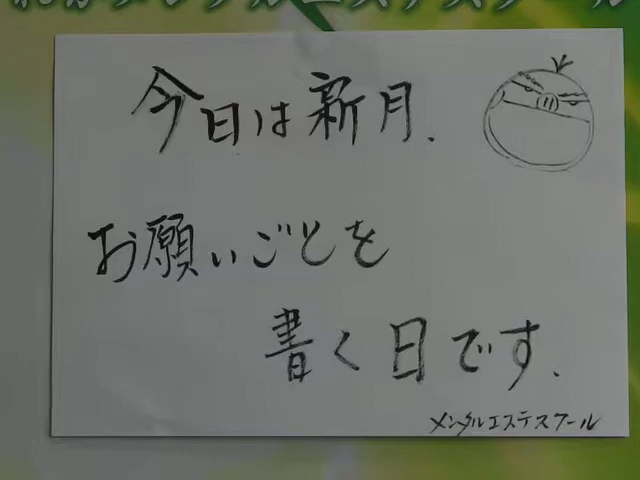 今日は新月.
お願いごとを
書く日です.
メンタルエステスクール